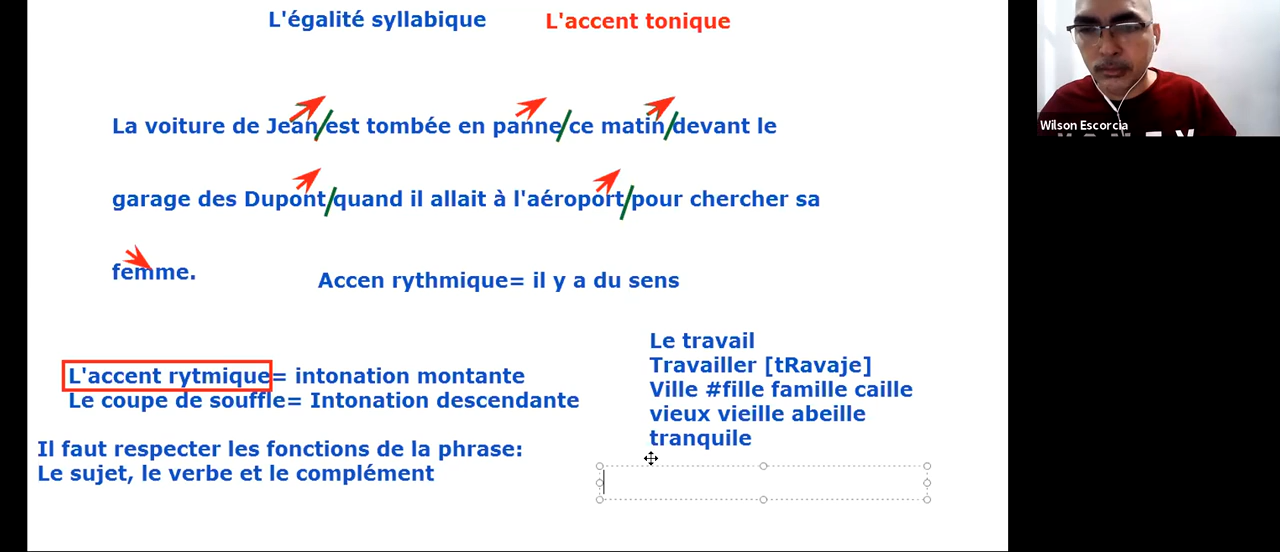 L'égalité syllabique
L'accent tonique
La voiture de Jean/est tombée en panne/ce matin/devant le
garage des Dupont/quand il allait à l'aéroport/pour chercher sa
femme.
Accen rythmique= il y a du sens
L'accent rytmique= intonation montante
Le coupe de souffle= Intonation descendante
Il faut respecter les fonctions de la phrase:
Le sujet, le verbe et le complément
Le travail
Travailler [tRavaje]
Ville #fille famille caille
vieux vieille abeille
tranquile
Wilson Escorcia